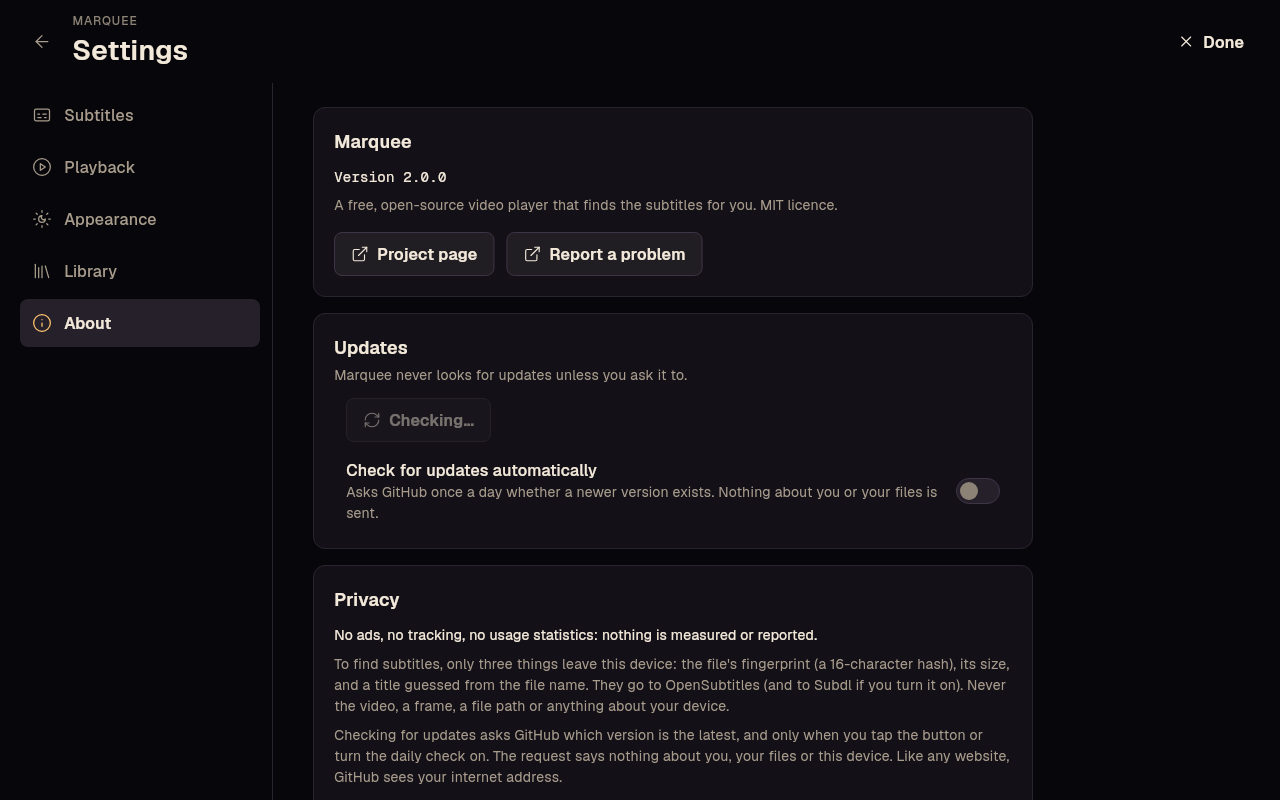 MARQUEE
Settings
Done
Subtitles
Playback
Appearance
Library
About
Marquee
Version 2.0.0
A free, open-source video player that finds the subtitles for you. MIT licence.
Project page
Report a problem
Updates
Marquee never looks for updates unless you ask it to.
Checking…
Check for updates automatically
Asks GitHub once a day whether a newer version exists. Nothing about you or your files is
sent.
Privacy
No ads, no tracking, no usage statistics: nothing is measured or reported.
To find subtitles, only three things leave this device: the file's fingerprint (a 16-character hash), its size,
and a title guessed from the file name. They go to OpenSubtitles (and to Subdl if you turn it on). Never
the video, a frame, a file path or anything about your device.
Checking for updates asks GitHub which version is the latest, and only when you tap the button or
turn the daily check on. The request says nothing about you, your files or this device. Like any website,
GitHub sees your internet address.